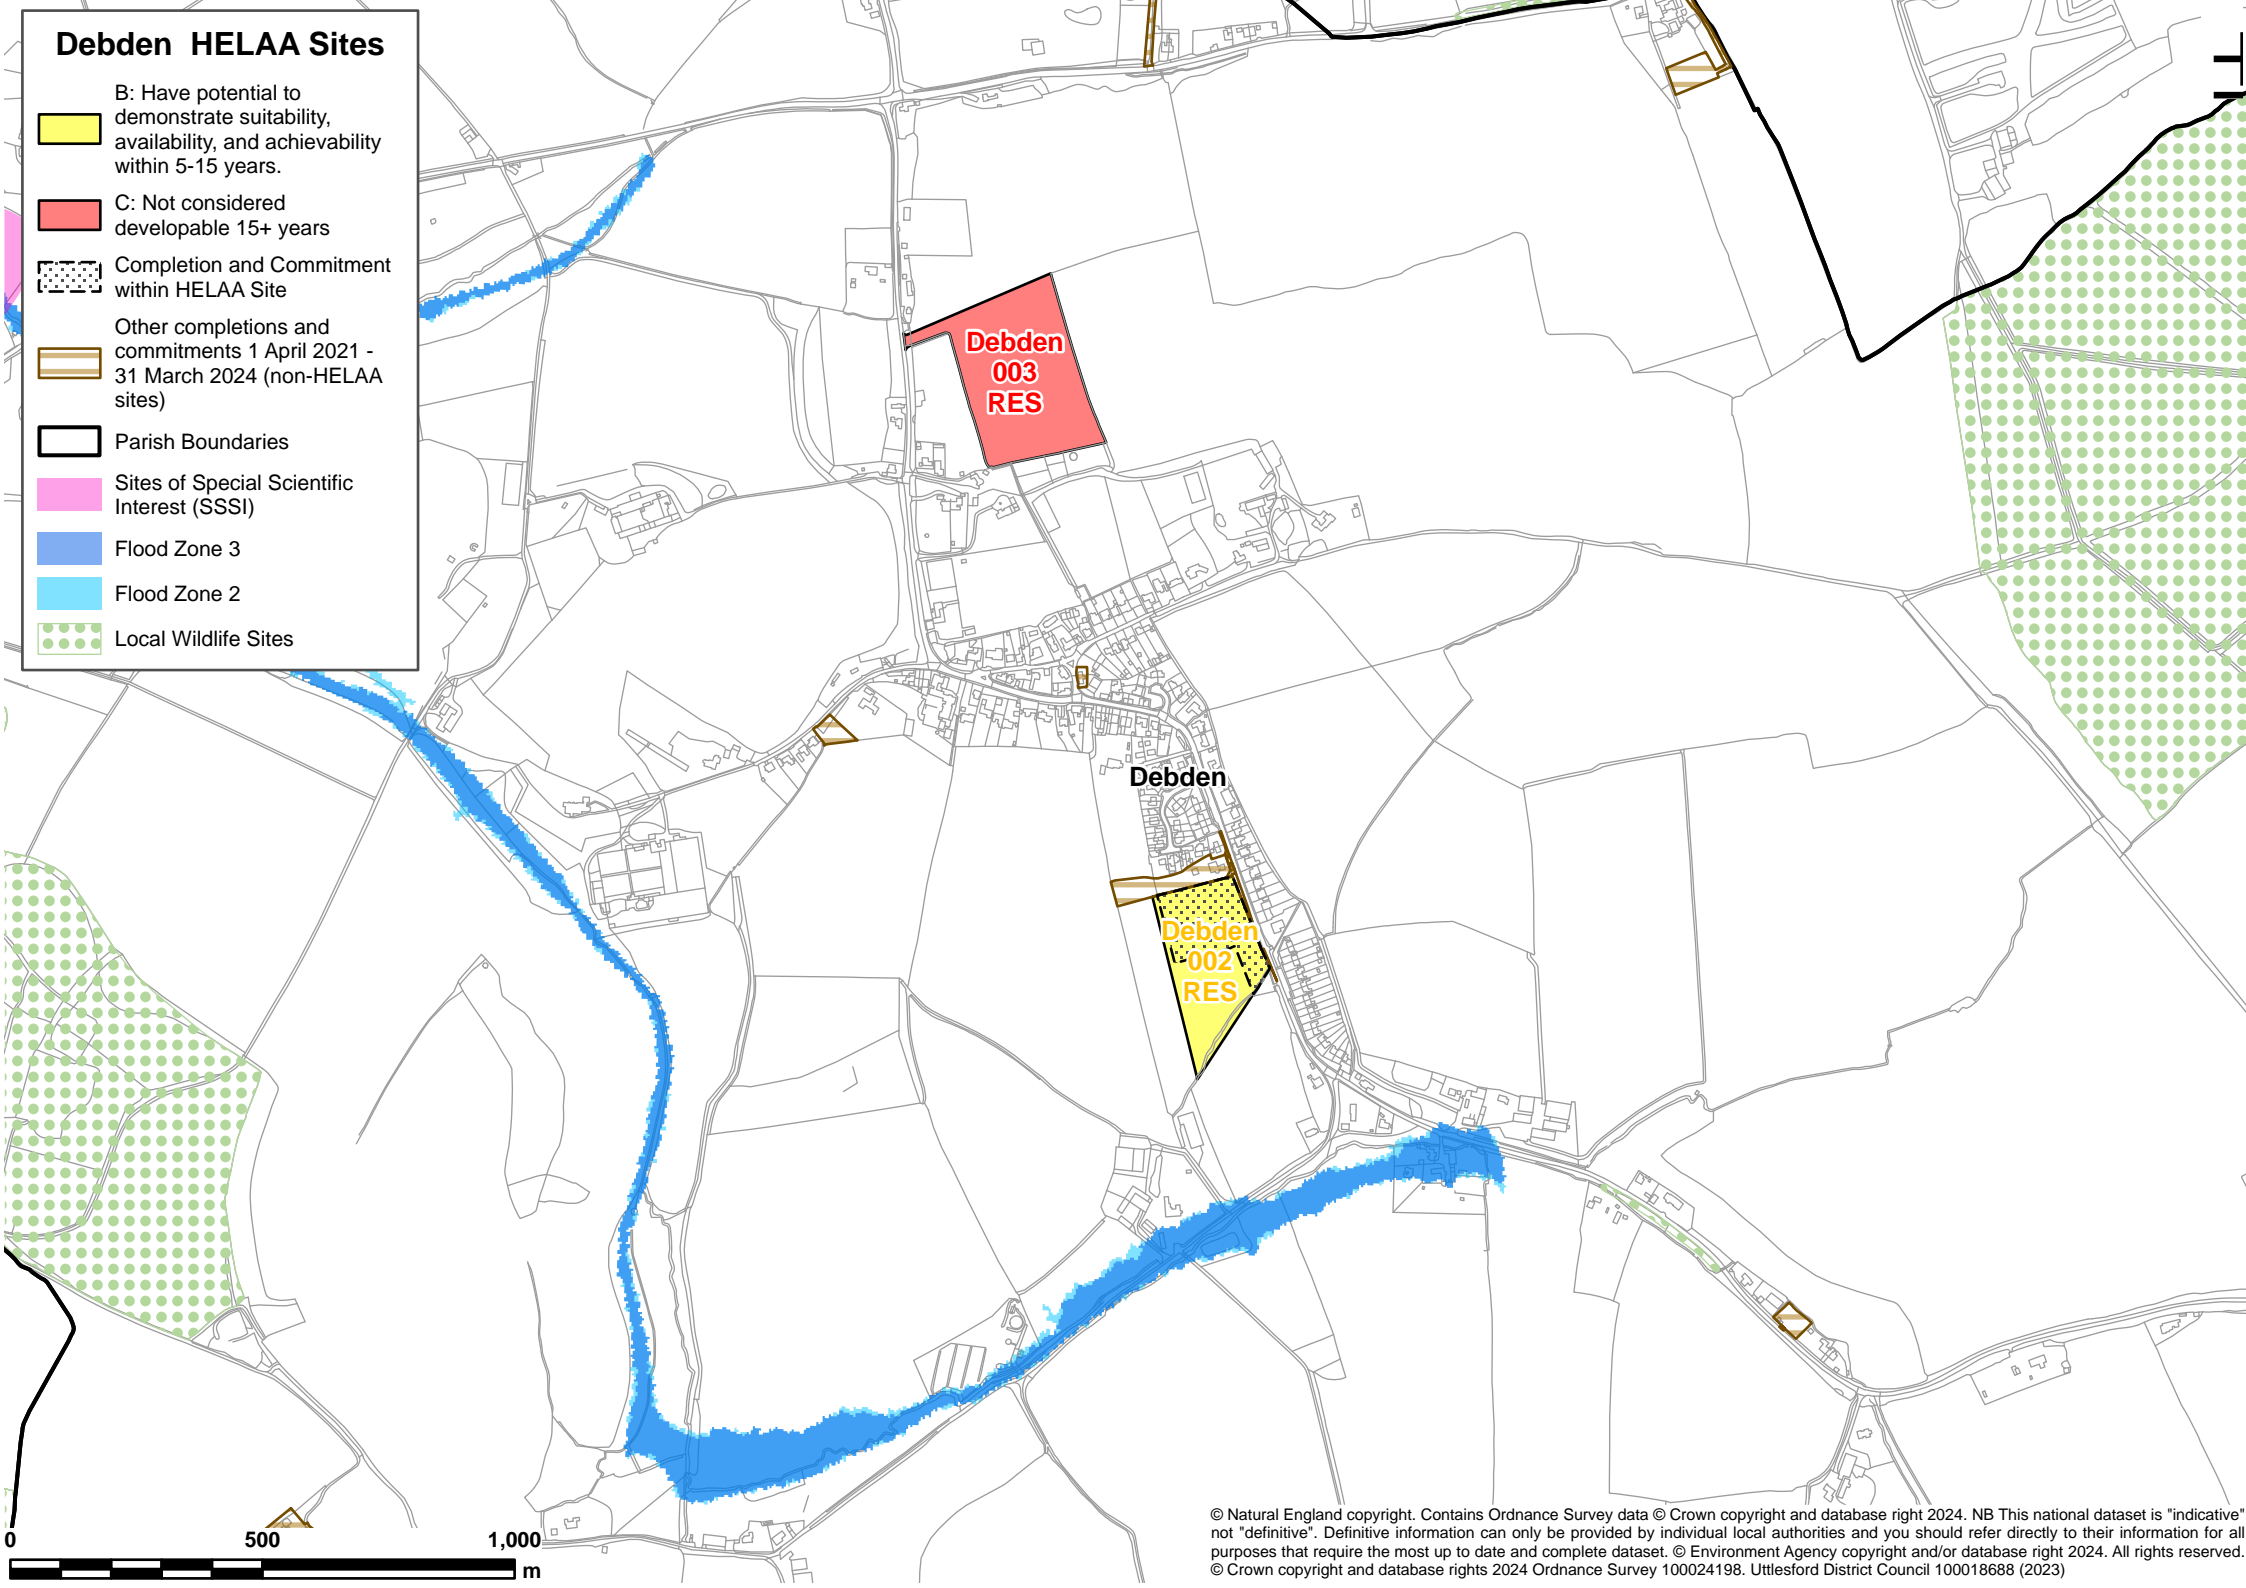 Debden HELAA Sites
B: Have potential to
demonstrate suitability,
availability, and achievability
within 5-15 years.
C: Not considered
developable 15+ years
Completion and Commitment
within HELAA Site
Other completions and
commitments 1 April 2021 -
31 March 2024 (non-HELAA
sites)
Parish Boundaries
Sites of Special Scientific
Interest (SSSI)
Flood Zone 3
Flood Zone 2
Local Wildlife Sites
Debden
003
RES
Debden
Debden
002
RES
0 500 1,000
m
© Natural England copyright. Contains Ordnance Survey data © Crown copyright and database right 2024. NB This national dataset is "indicative"
not "definitive". Definitive information can only be provided by individual local authorities and you should refer directly to their information for all
purposes that require the most up to date and complete dataset. © Environment Agency copyright and/or database right 2024. All rights reserved.
© Crown copyright and database rights 2024 Ordnance Survey 100024198. Uttlesford District Council 100018688 (2023)